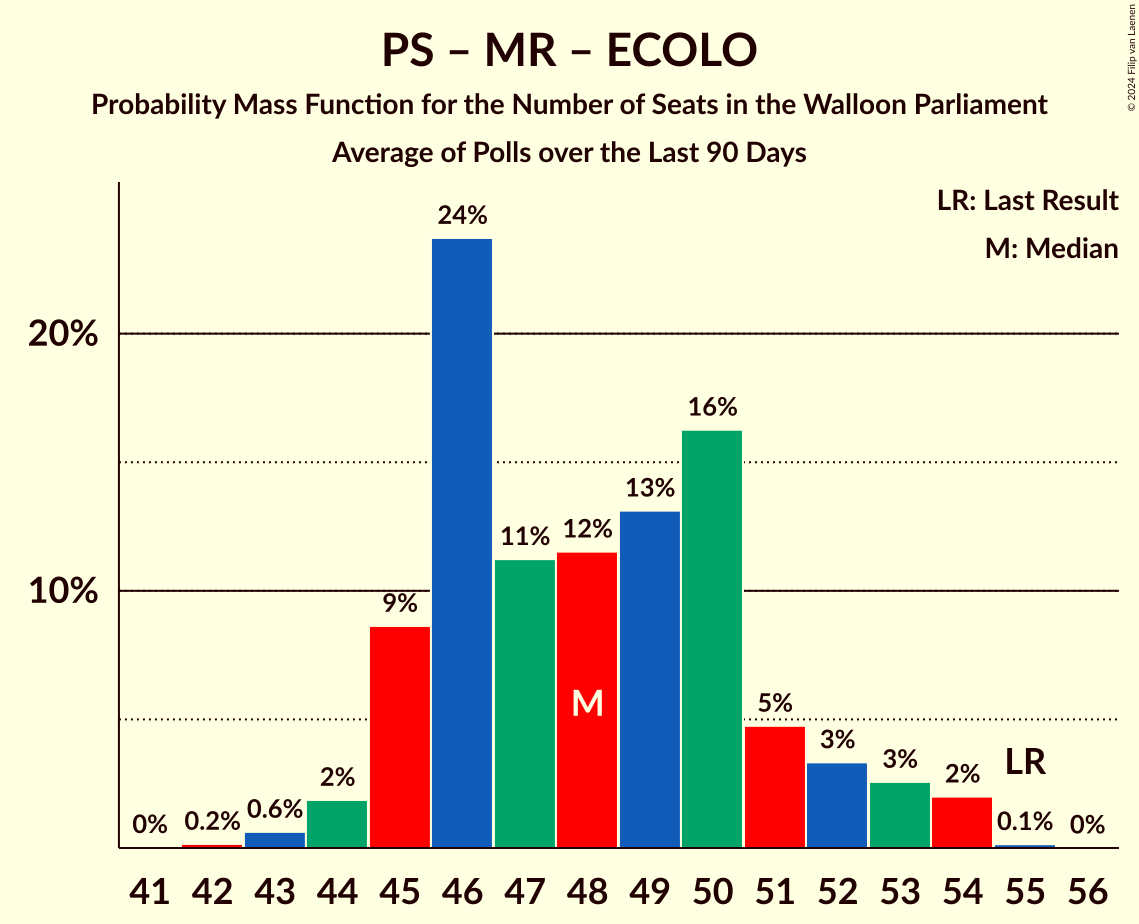 PS – MR – ECOLO
Probability Mass Function for the Number of Seats in the Walloon Parliament
Average of Polls over the Last 90 Days
© 2024 Filip van Laenen
LR: Last Result
M: Median
20%
10%
0%
0.2%
0.6%
2%
9%
24%
11%
12%
13%
16%
5%
3%
3%
2%
0.1%
0%
M
LR
41 42 43 44 45 46 47 48 49 50 51 52 53 54 55 56